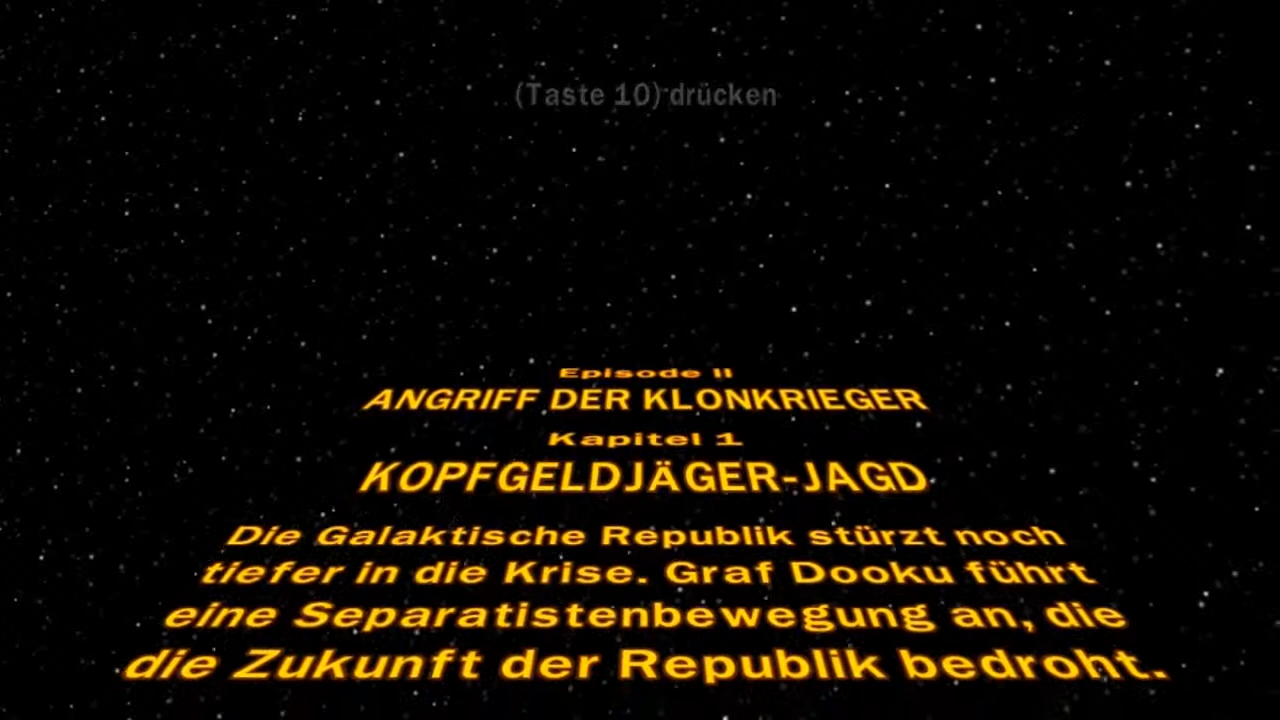 (Taste 10) drücken
Episode II
ANGRIFF DER KLONKRIEGER
Kapitel 1
KOPFGELDJÄGER-JAGD
Die Galaktische Republik stürzt noch
tiefer in die Krise. Graf Dooku führt
eine Separatistenbewegung an, die
die Zukunft der Republik bedroht.